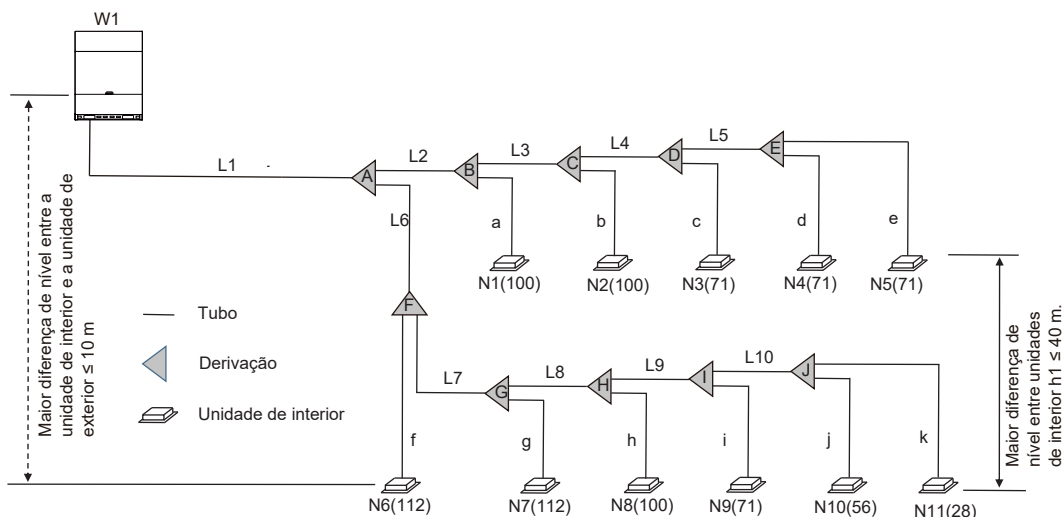 W1
L1
L2
L3
L4
L5
A
B
C
D
E
L6
a
b
c
d
e
N1(100)
N2(100)
N3(71)
N4(71)
N5(71)
F
Tubo
Derivação
Unidade de interior
L7
L8
L9
L10
G
H
I
J
f
g
h
i
j
k
N6(112)
N7(112)
N8(100)
N9(71)
N10(56)
N11(28)
Maior diferença de nível entre a
unidade de interior e a unidade de
exterior ≤ 10 m
Maior diferença de
nível entre unidades
de interior h1 ≤ 40 m.